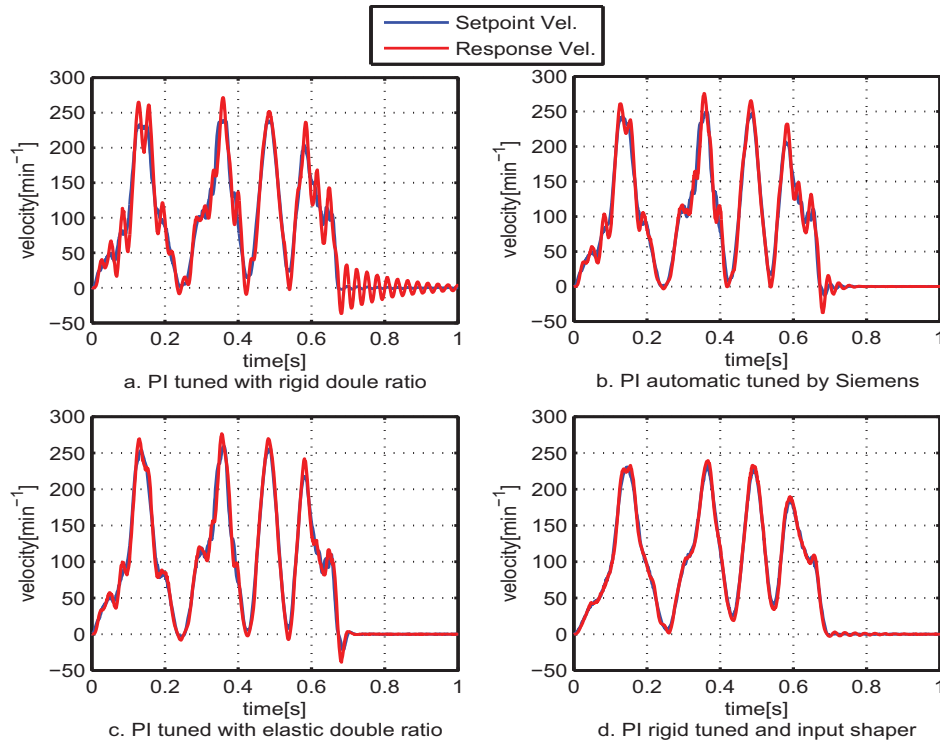 Setpoint Vel.
Response Vel.
300
250
200
150
100
50
0
−50
velocity[min⁻¹]
0 0.2 0.4 0.6 0.8 1
time[s]
a. PI tuned with rigid doule ratio
300
250
200
150
100
50
0
−50
velocity[min⁻¹]
0 0.2 0.4 0.6 0.8 1
time[s]
b. PI automatic tuned by Siemens
300
250
200
150
100
50
0
−50
velocity[min⁻¹]
0 0.2 0.4 0.6 0.8 1
time[s]
c. PI tuned with elastic double ratio
300
250
200
150
100
50
0
−50
velocity[min⁻¹]
0 0.2 0.4 0.6 0.8 1
time[s]
d. PI rigid tuned and input shaper